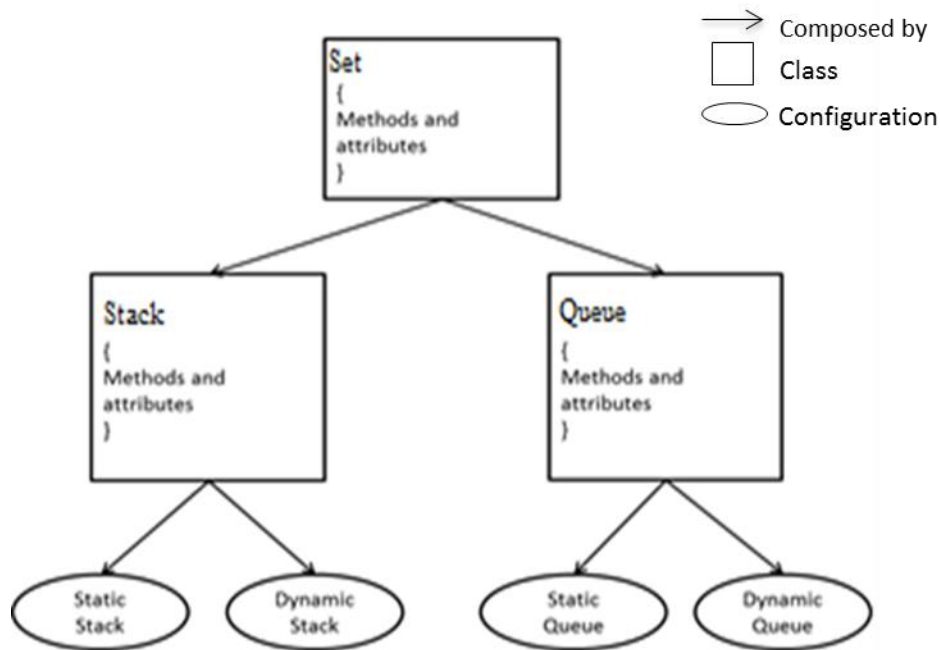 Composed by
Class
Configuration
Set
{
Methods and
attributes
}
Stack
{
Methods and
attributes
}
Queue
{
Methods and
attributes
}
Static
Stack
Dynamic
Stack
Static
Queue
Dynamic
Queue